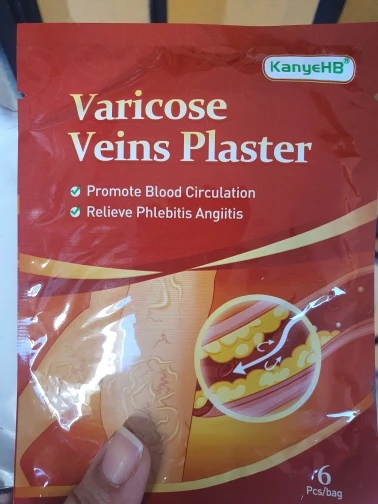 KanyeHB®
Varicose
Veins Plaster
Promote Blood Circulation
Relieve Phlebitis Angiitis
6
Pcs/bag